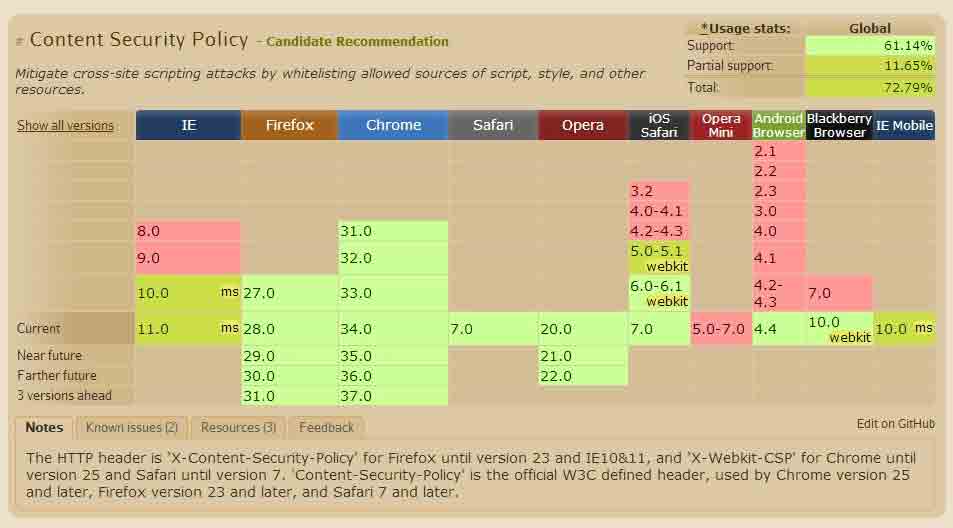 # Content Security Policy - Candidate Recommendation
*Usage stats: Global
Support: 61.14%
Partial support: 11.65%
Total: 72.79%
Mitigate cross-site scripting attacks by whitelisting allowed sources of script, style, and other
resources.
Show all versions IE Firefox Chrome Safari Opera iOS Safari Opera Mini Android Browser Blackberry Browser IE Mobile
2.1
2.2
3.2 2.3
4.0-4.1 3.0
8.0 31.0 4.2-4.3 4.0
9.0 32.0 5.0-5.1 webkit 4.1
10.0 ms 27.0 33.0 6.0-6.1 webkit 4.2-4.3 7.0
Current 11.0 ms 28.0 34.0 7.0 20.0 7.0 5.0-7.0 4.4 10.0 webkit 10.0 ms
Near future 29.0 35.0 21.0
Farther future 30.0 36.0 22.0
3 versions ahead 31.0 37.0
Notes Known issues (2) Resources (3) Feedback Edit on GitHub
The HTTP header is 'X-Content-Security-Policy' for Firefox until version 23 and IE10&11, and 'X-Webkit-CSP' for Chrome until
version 25 and Safari until version 7. 'Content-Security-Policy' is the official W3C defined header, used by Chrome version 25
and later, Firefox version 23 and later, and Safari 7 and later.